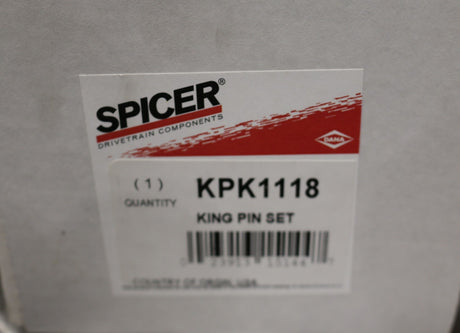 SPICER®
DRIVETRAIN COMPONENTS
DANA
(1) KPK1118
QUANTITY
KING PIN SET
COUNTRY OF ORIGIN: USA